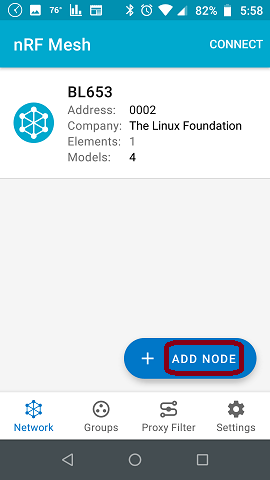 76° 82% 5:58
nRF Mesh CONNECT
BL653
Address: 0002
Company: The Linux Foundation
Elements: 1
Models: 4
+ ADD NODE
Network Groups Proxy Filter Settings